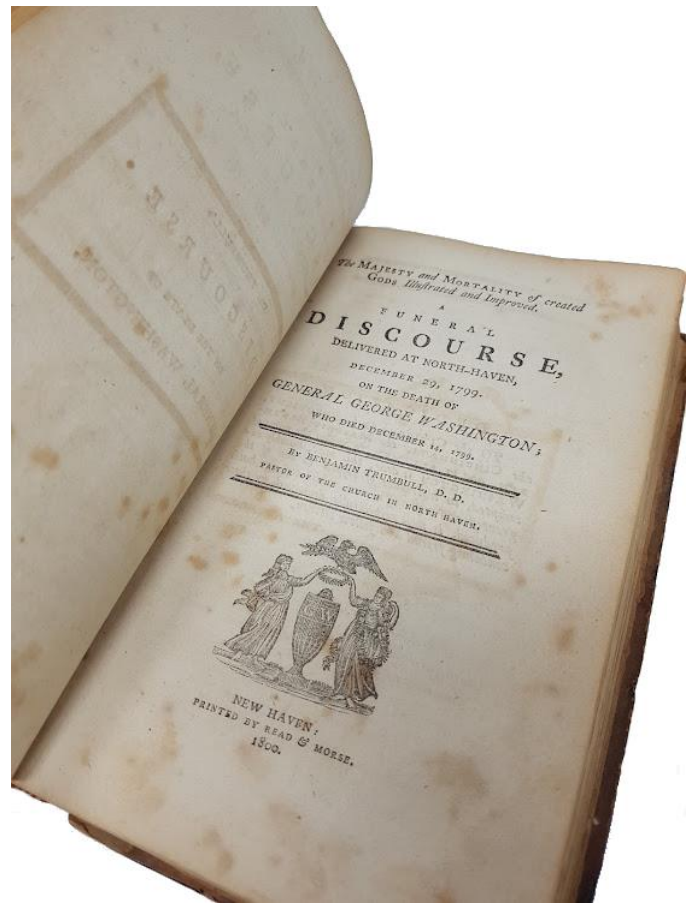 The MAJESTY and MORTALITY of created
GODS Illustrated and Improved.
A
FUNERAL
DISCOURSE,
DELIVERED AT NORTH-HAVEN,
DECEMBER 29, 1799.
ON THE DEATH OF
GENERAL GEORGE WASHINGTON;
WHO DIED DECEMBER 14, 1799.
BY BENJAMIN TRUMBULL, D. D.
PASTOR OF THE CHURCH IN NORTH HAVEN.
NEW HAVEN:
PRINTED BY READ & MORSE.
1800.